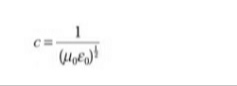 c = 1 / (μ₀ε₀)^½